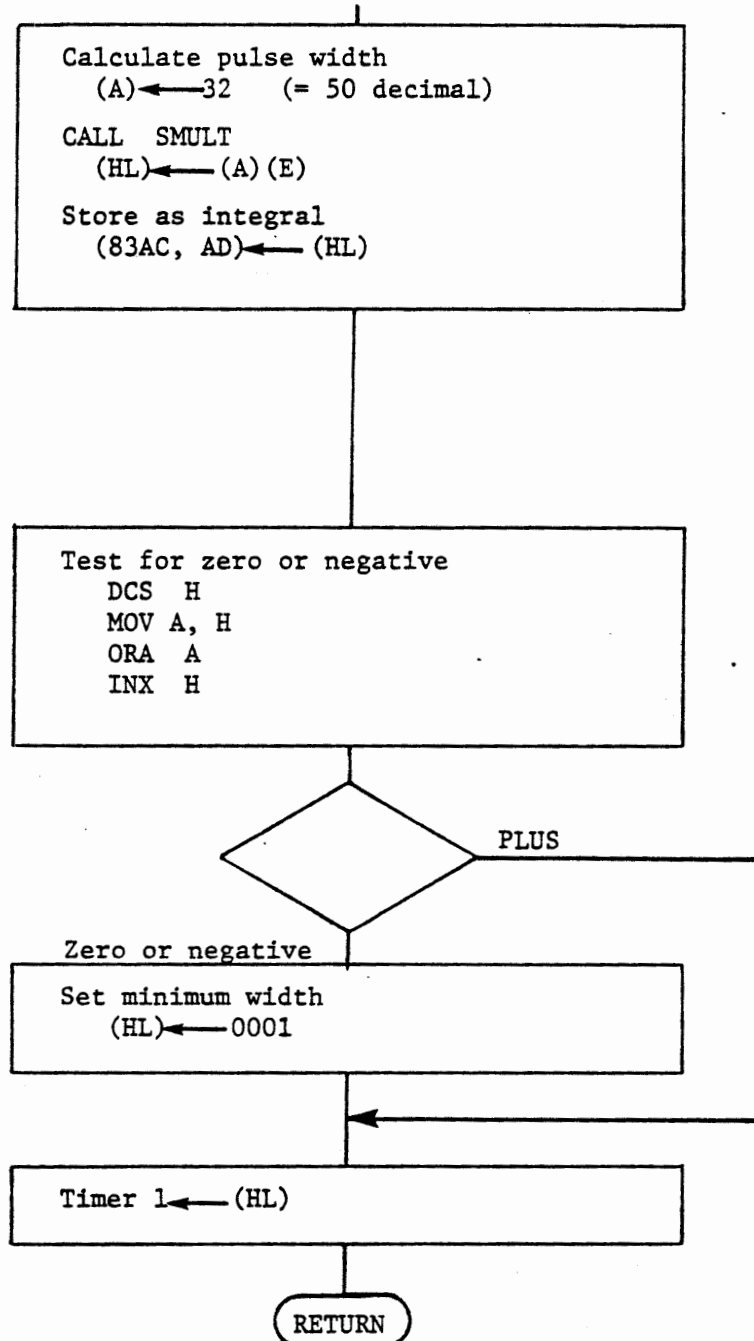 Calculate pulse width
(A)←32 (= 50 decimal)
CALL SMULT
(HL)←(A)(E)
Store as integral
(83AC, AD)←(HL)
Test for zero or negative
DCS H
MOV A, H
ORA A
INX H
PLUS
Zero or negative
Set minimum width
(HL)←0001
Timer 1←(HL)
RETURN